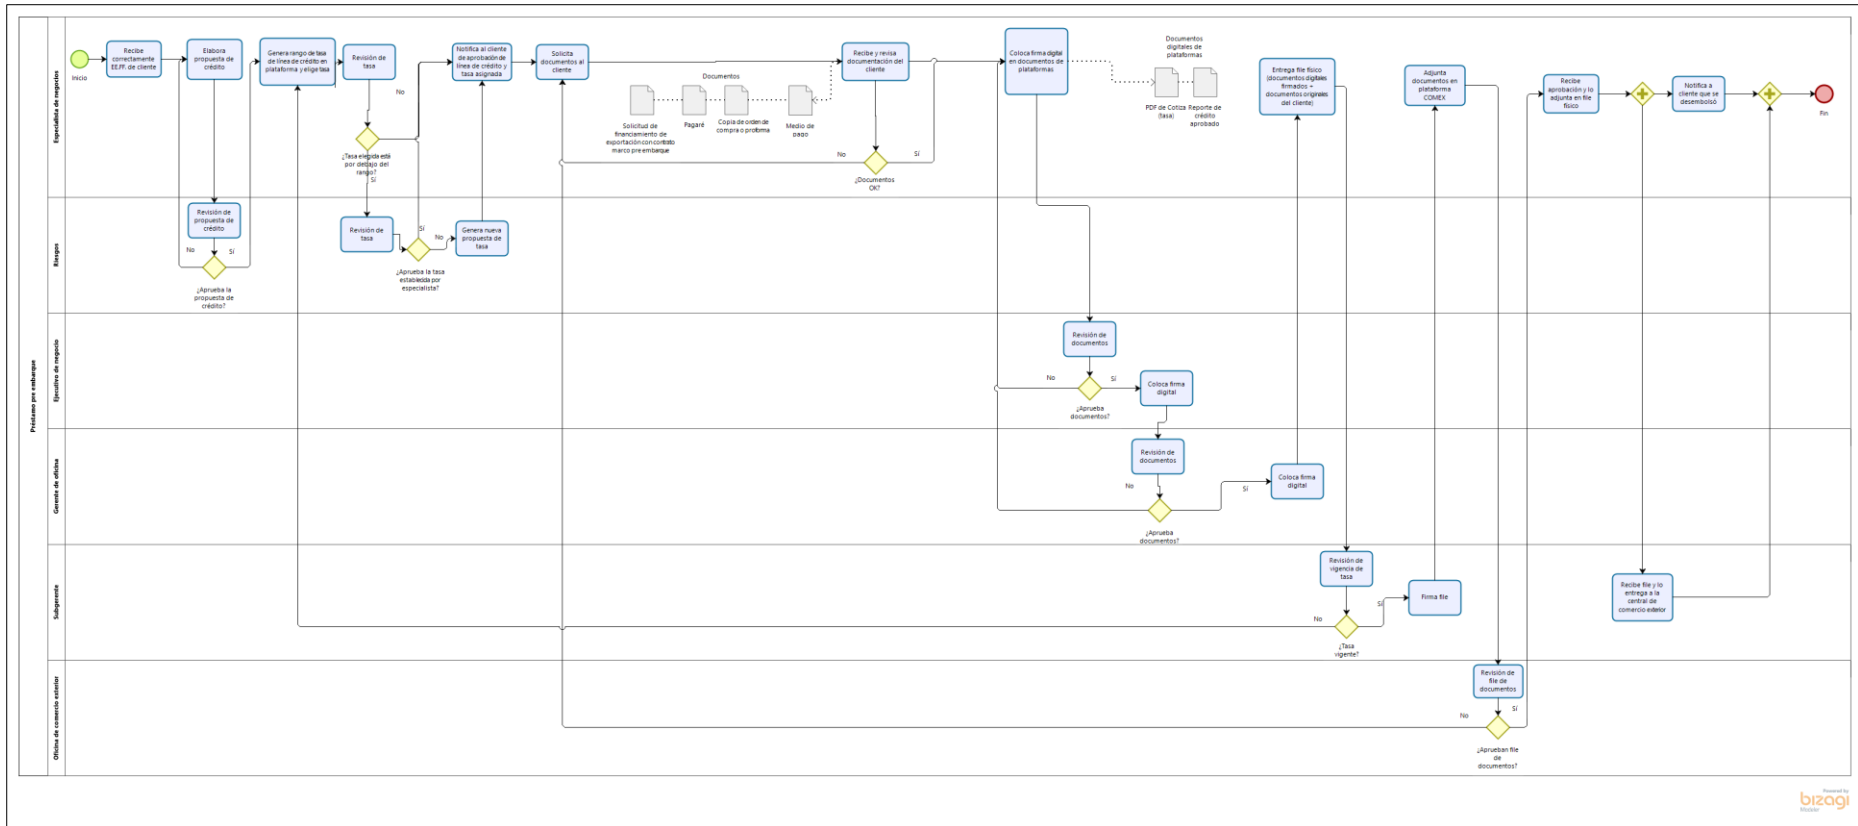 Préstamo pre embarque
Especialista de negocios
Inicio
Recibe
correctamente
EE.FF. de cliente
Elabora
propuesta de
crédito
Genera rango de tasa
de línea de crédito en
plataforma y elige tasa
Revisión de
tasa
No
¿Tasa elegida está
por debajo del
rango?
Sí
Notifica al cliente
de aprobación de
línea de crédito y
tasa asignada
Solicita
documentos al
cliente
Documentos
Solicitud de
financiamiento de
exportación con contrato
marco pre embarque
Pagaré
Copia de orden de
compra o proforma
Medio de
pago
Recibe y revisa
documentación del
cliente
No
Sí
¿Documentos
OK?
Coloca firma digital
en documentos de
plataformas
Documentos
digitales de
plataformas
PDF de Cotiza
(tasa)
Reporte de
crédito
aprobado
Entrega file físico
(documentos digitales
firmados +
documentos originales
del cliente)
Adjunta
documentos en
plataforma
COMEX
Recibe
aprobación y lo
adjunta en file
físico
Notifica a
cliente que se
desembolsó
Fin
Riesgos
Revisión de
propuesta de
crédito
No
Sí
¿Aprueba la
propuesta de
crédito?
Revisión de
tasa
Sí
No
¿Aprueba la tasa
establecida por
especialista?
Genera nueva
propuesta de
tasa
Ejecutivo de negocio
Revisión de
documentos
No
Sí
¿Aprueba
documentos?
Coloca firma
digital
Gerente de oficina
Revisión de
documentos
No
Sí
¿Aprueba
documentos?
Coloca firma
digital
Subgerente
Revisión de
vigencia de
tasa
No
Sí
¿Tasa
vigente?
Firma file
Recibe file y lo
entrega a la
central de
comercio exterior
Oficina de comercio exterior
Revisión de
file de
documentos
No
Sí
¿Aprueban file
de
documentos?
Powered by
bizagi
Modeler